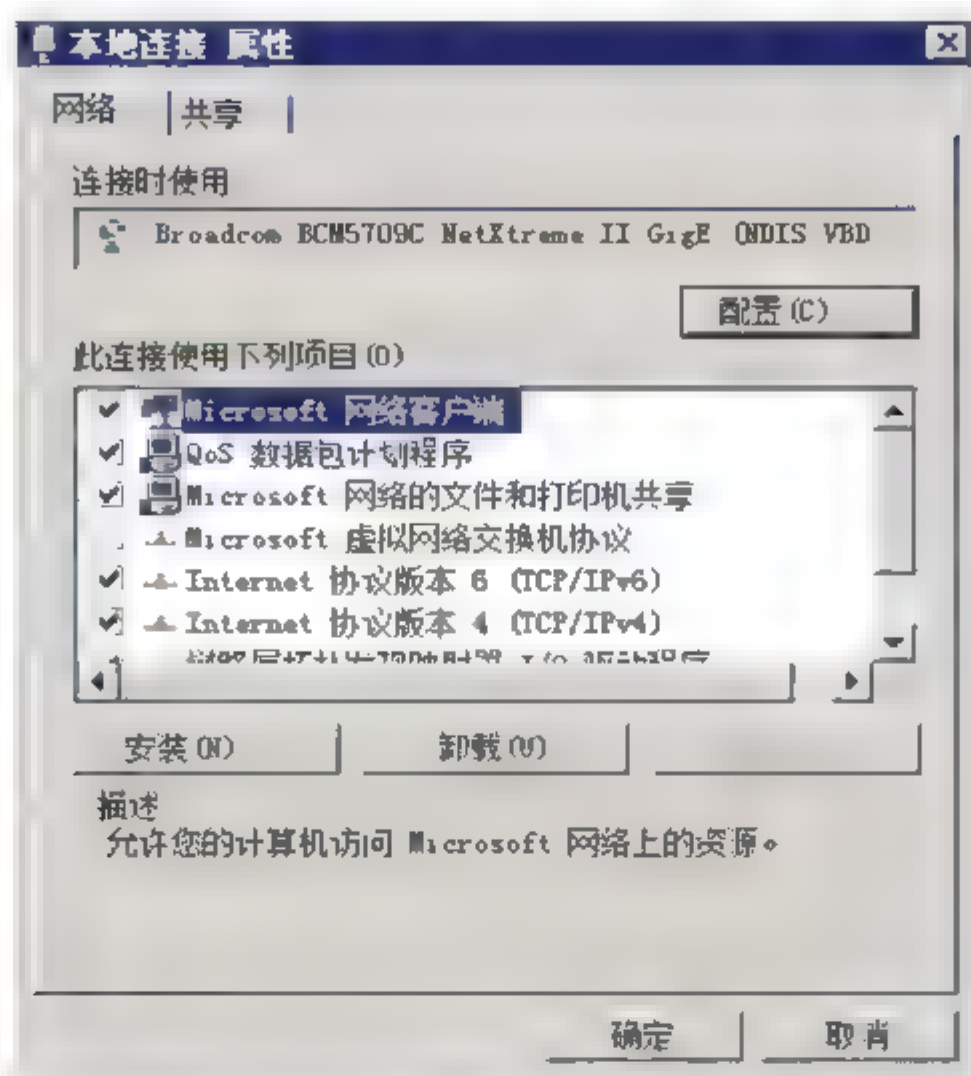 本地连接 属性
网络 共享
连接时使用
Broadcom BCM5709C NetXtreme II GigE (NDIS VBD
配置(C)
此连接使用下列项目(O)
Microsoft 网络客户端
QoS 数据包计划程序
Microsoft 网络的文件和打印机共享
Microsoft 虚拟网络交换机协议
Internet 协议版本 6 (TCP/IPv6)
Internet 协议版本 4 (TCP/IPv4)
I/O 驱动程序
安装(N) 卸载(U)
描述
允许您的计算机访问 Microsoft 网络上的资源。
确定 取消